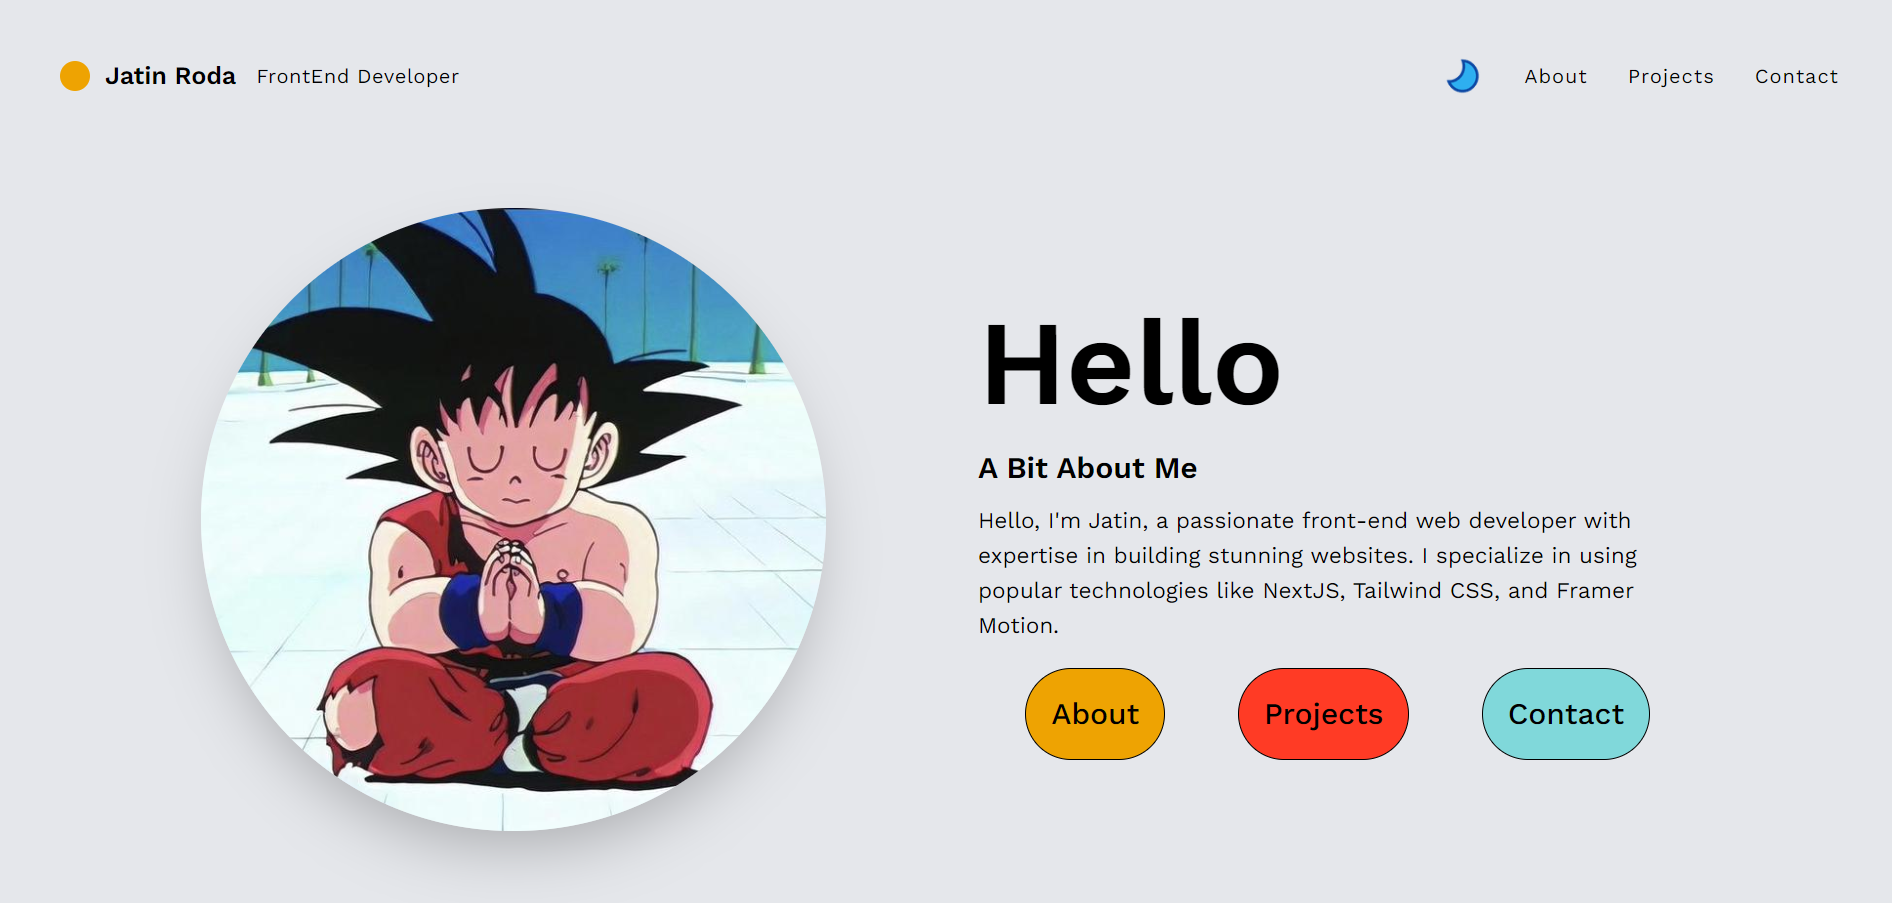 Jatin Roda FrontEnd Developer About Projects Contact
Hello
A Bit About Me
Hello, I'm Jatin, a passionate front-end web developer with
expertise in building stunning websites. I specialize in using
popular technologies like NextJS, Tailwind CSS, and Framer
Motion.
About Projects Contact